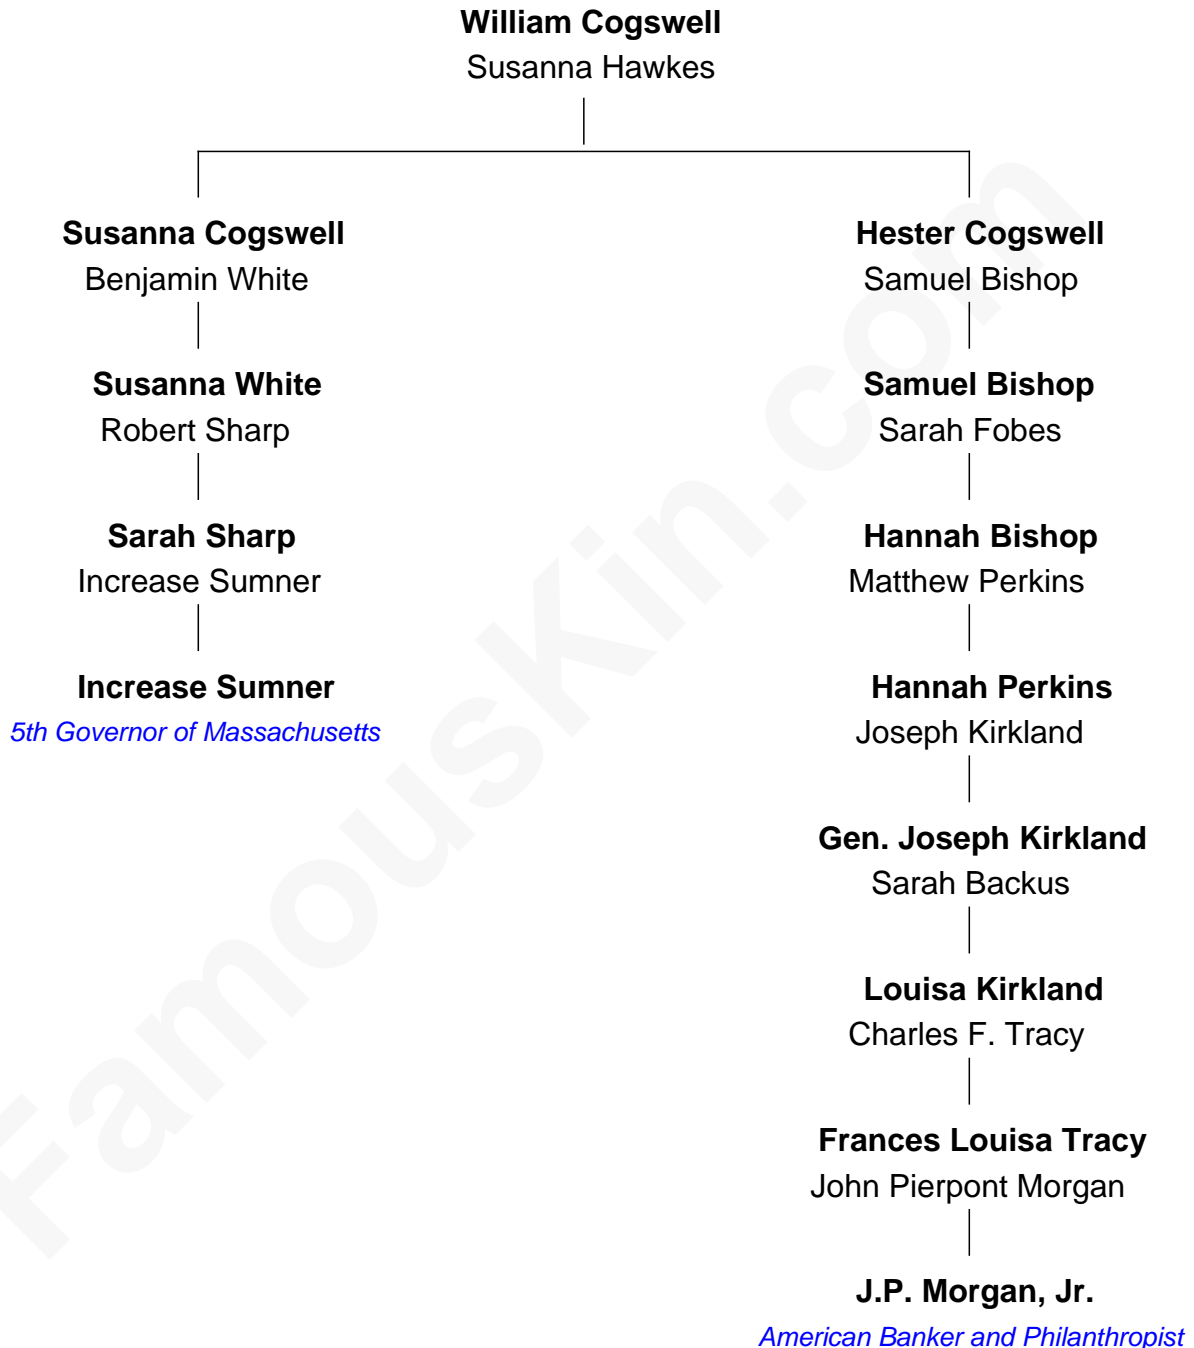 William Cogswell
Susanna Hawkes
Susanna Cogswell
Benjamin White
Susanna White
Robert Sharp
Sarah Sharp
Increase Sumner
Increase Sumner
5th Governor of Massachusetts
Hester Cogswell
Samuel Bishop
Samuel Bishop
Sarah Fobes
Hannah Bishop
Matthew Perkins
Hannah Perkins
Joseph Kirkland
Gen. Joseph Kirkland
Sarah Backus
Louisa Kirkland
Charles F. Tracy
Frances Louisa Tracy
John Pierpont Morgan
J.P. Morgan, Jr.
American Banker and Philanthropist
FamousKin.com